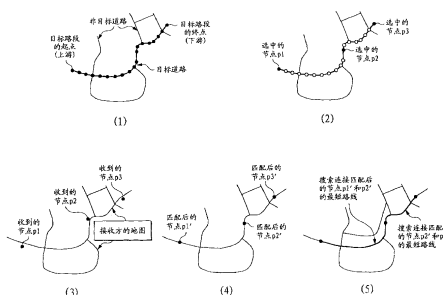 非目标道路
目标路段
的终点
(下游)
目标路段
的起点
(上游)
目标道路
(1)
选中的
节点p3
选中的
节点p1
选中的
节点p2
(2)
收到的
节点p3
收到的
节点p2
收到的
节点p1
接收方的地图
(3)
匹配后的
节点p3'
匹配后的
节点p1'
匹配后的
节点p2'
(4)
搜索连接匹配后
的节点p1'和p2'
的最短路线
搜索连接匹配
的节点p2'和p
的最短路线
(5)